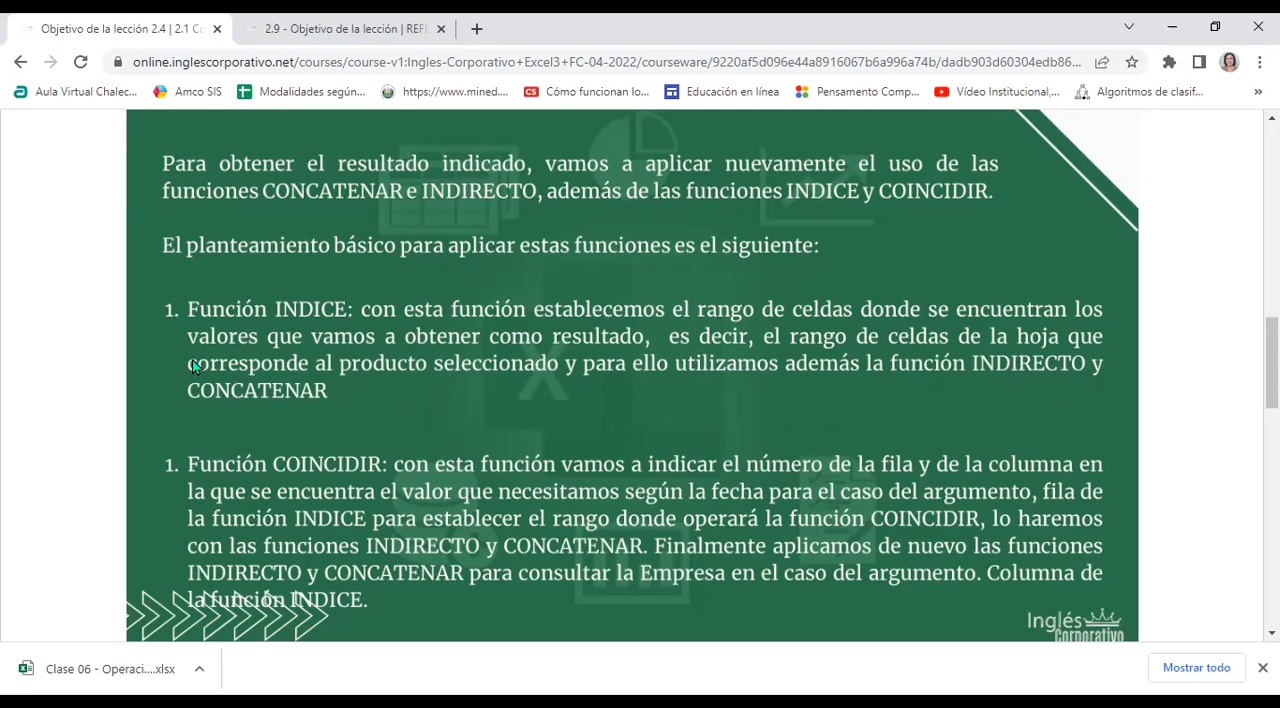 Objetivo de la lección 2.4 | 2.1 Co
2.9 - Objetivo de la lección | REFE
online.inglescorporativo.net/courses/course-v1:Ingles-Corporativo+Excel3+FC-04-2022/courseware/9220af5d096e44a8916067b6a996a74b/dadb903d60304edb86...
Aula Virtual Chalec...
Amco SIS
Modalidades según...
https://www.mined...
CS
Cómo funcionan lo...
Educación en línea
Pensamento Comp...
Vídeo Institucional,...
Algoritmos de clasif...
»
Para obtener el resultado indicado, vamos a aplicar nuevamente el uso de las
funciones CONCATENAR e INDIRECTO, además de las funciones INDICE y COINCIDIR.
El planteamiento básico para aplicar estas funciones es el siguiente:
1. Función INDICE: con esta función establecemos el rango de celdas donde se encuentran los
valores que vamos a obtener como resultado, es decir, el rango de celdas de la hoja que
corresponde al producto seleccionado y para ello utilizamos además la función INDIRECTO y
CONCATENAR
1. Función COINCIDIR: con esta función vamos a indicar el número de la fila y de la columna en
la que se encuentra el valor que necesitamos según la fecha para el caso del argumento, fila de
la función INDICE para establecer el rango donde operará la función COINCIDIR, lo haremos
con las funciones INDIRECTO y CONCATENAR. Finalmente aplicamos de nuevo las funciones
INDIRECTO y CONCATENAR para consultar la Empresa en el caso del argumento. Columna de
la función INDICE.
Inglés
Corporativo
Clase 06 - Operaci....xlsx
Mostrar todo